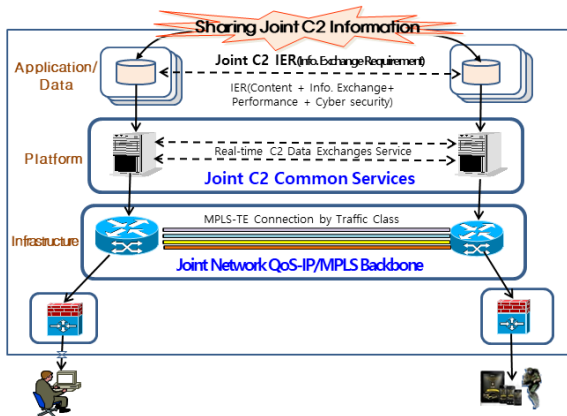 Sharing Joint C2 Information
Application/
Data
Joint C2 IER(Info. Exchange Requirement)
IER(Content + Info. Exchange+
Performance + Cyber security)
Platform
Real-time C2 Data Exchanges Service
Joint C2 Common Services
MPLS-TE Connection by Traffic Class
Infrastructure
Joint Network QoS-IP/MPLS Backbone